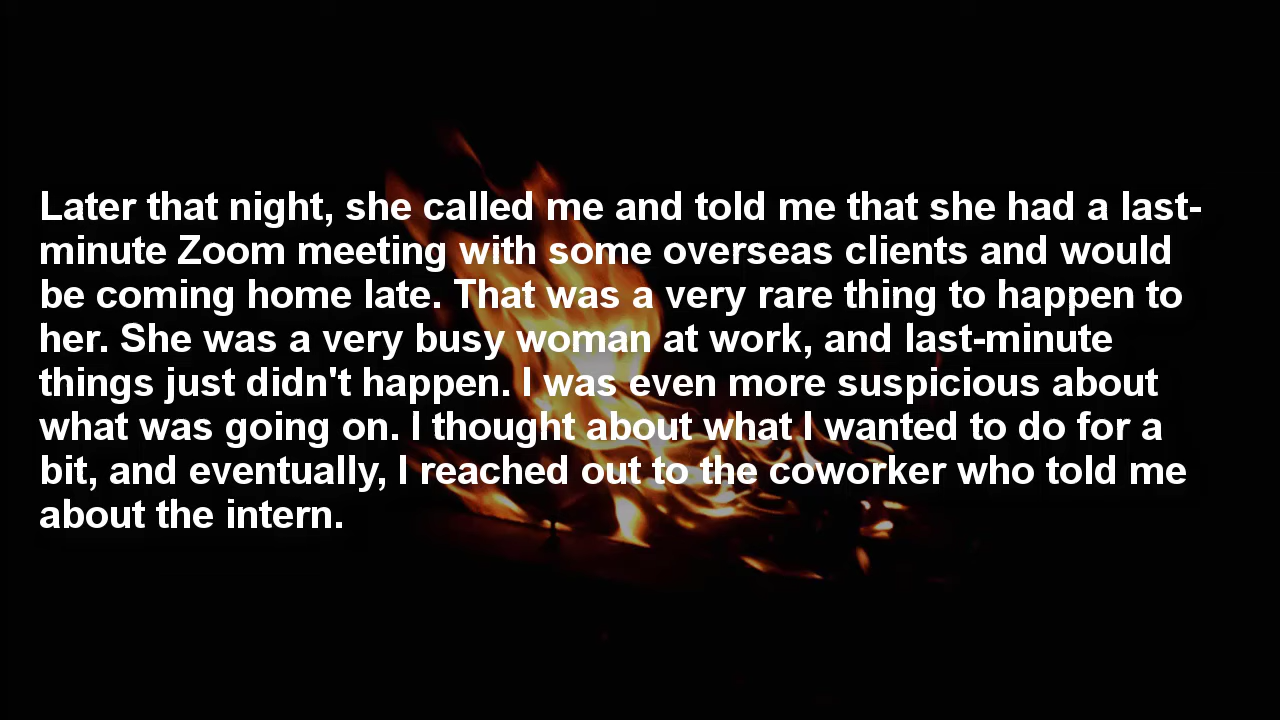 Later that night, she called me and told me that she had a last-
minute Zoom meeting with some overseas clients and would
be coming home late. That was a very rare thing to happen to
her. She was a very busy woman at work, and last-minute
things just didn't happen. I was even more suspicious about
what was going on. I thought about what I wanted to do for a
bit, and eventually, I reached out to the coworker who told me
about the intern.